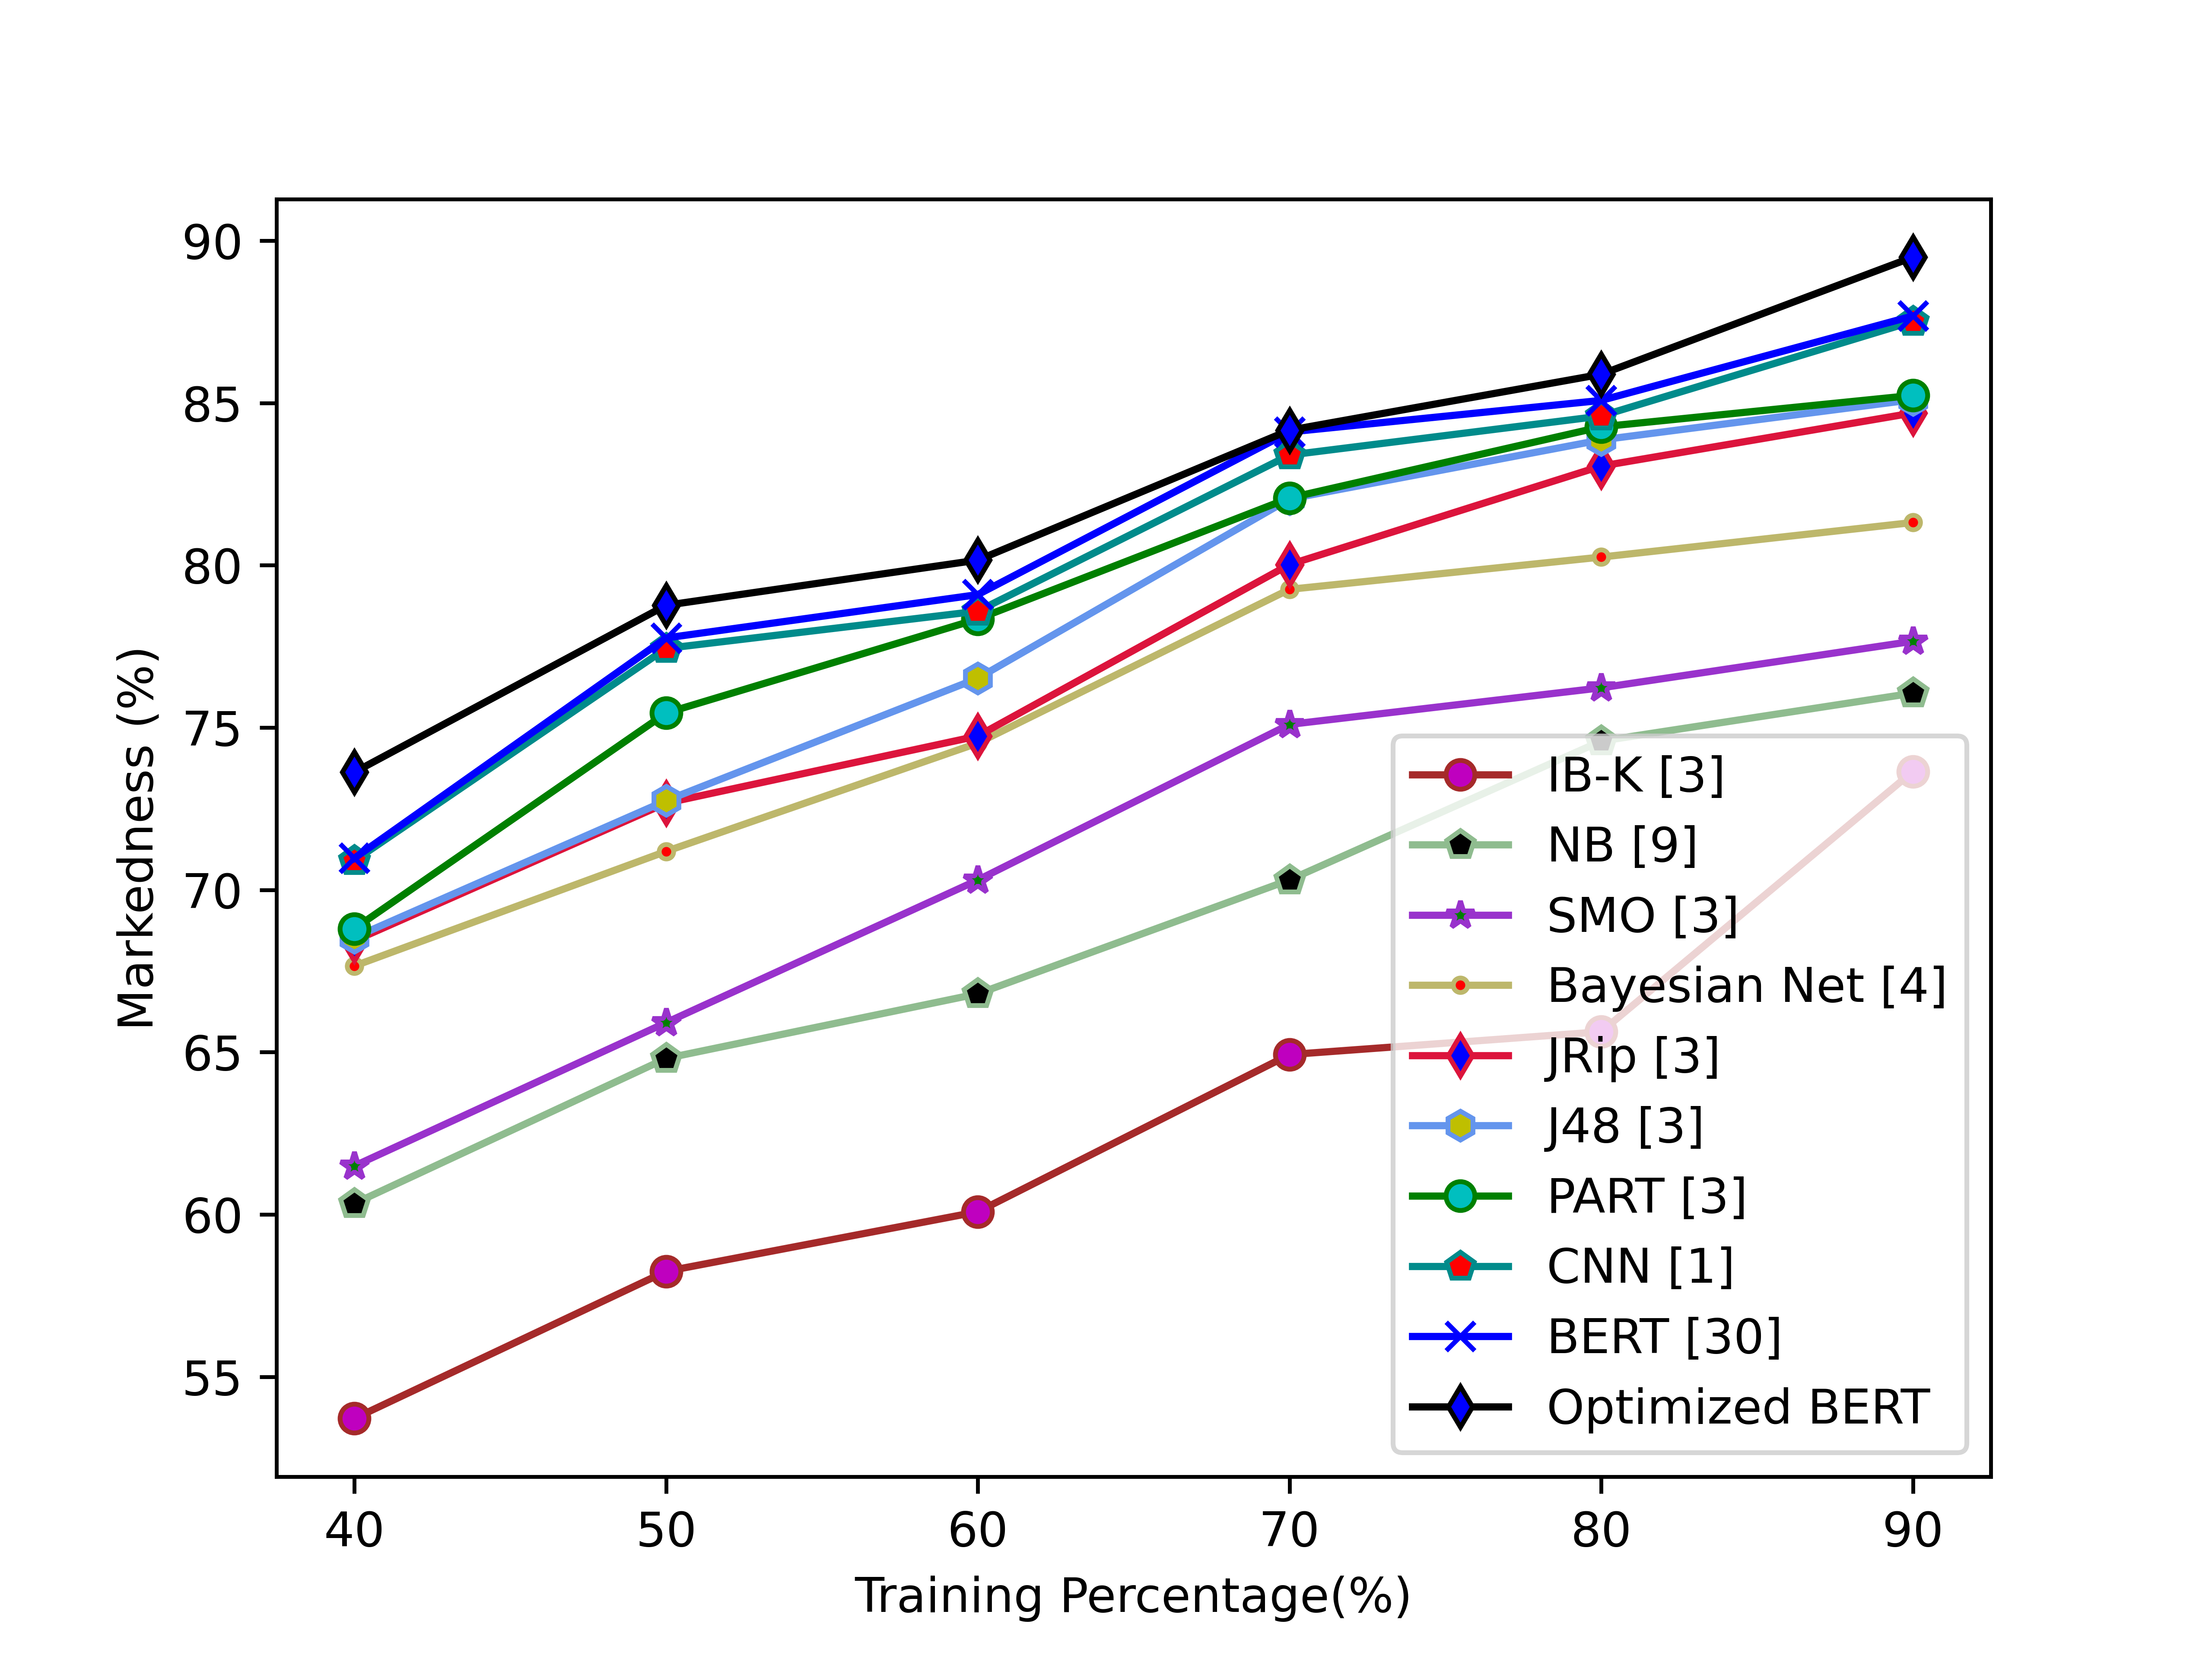 90
85
80
75
70
65
60
55
Markedness (%)
40
50
60
70
80
90
Training Percentage(%)
IB-K [3]
NB [9]
SMO [3]
Bayesian Net [4]
JRip [3]
J48 [3]
PART [3]
CNN [1]
BERT [30]
Optimized BERT